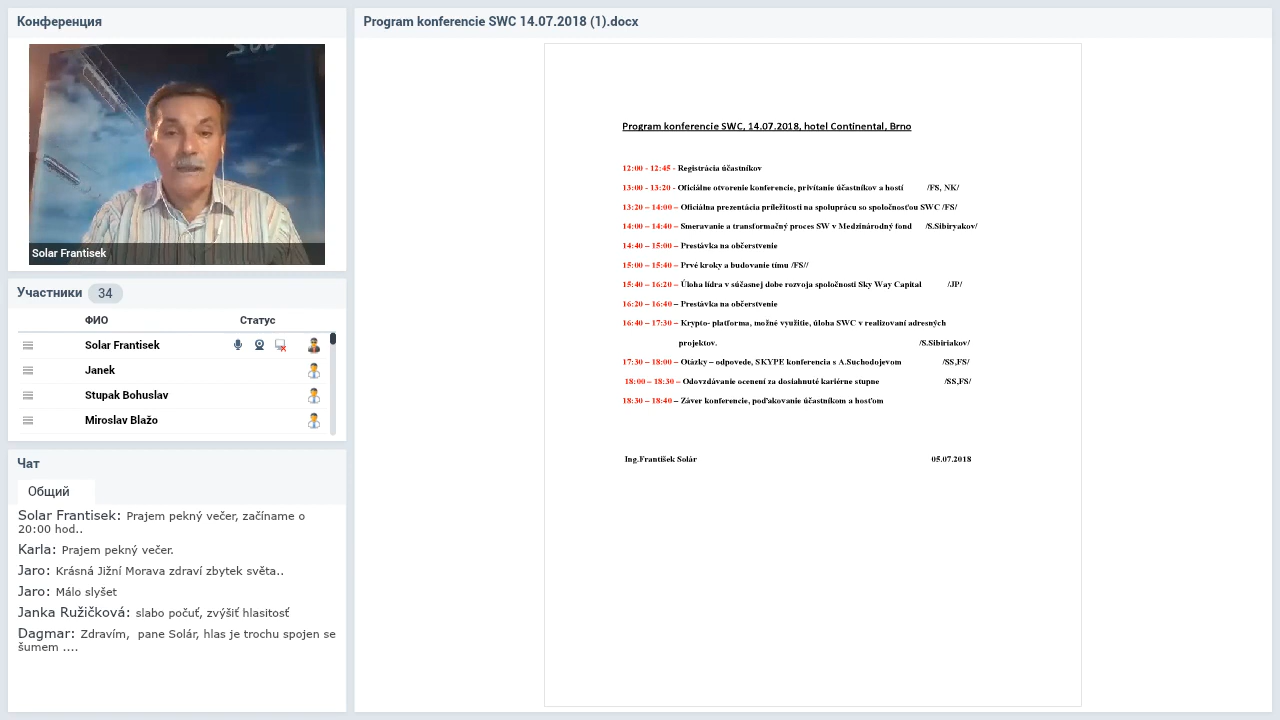 Конференция
Solar Frantisek
Участники 34
ФИО Статус
Solar Frantisek
Janek
Stupak Bohuslav
Miroslav Blažo
Чат
Общий
Solar Frantisek: Prajem pekný večer, začíname o
20:00 hod..
Karla: Prajem pekný večer.
Jaro: Krásná Jižní Morava zdraví zbytek světa..
Jaro: Málo slyšet
Janka Ružičková: slabo počuť, zvýšiť hlasitosť
Dagmar: Zdravím, pane Solár, hlas je trochu spojen se
šumem ....
Program konferencie SWC 14.07.2018 (1).docx
Program konferencie SWC, 14.07.2018, hotel Continental, Brno
12:00 - 12:45 - Registrácia účastníkov
13:00 - 13:20 - Oficiálne otvorenie konferencie, privítanie účastníkov a hostí /FS, NK/
13:20 – 14:00 – Oficiálna prezentácia príležitosti na spoluprácu so spoločnosťou SWC /FS/
14:00 – 14:40 – Smeravanie a transformačný proces SW v Medzinárodný fond /S.Sibiryakov/
14:40 – 15:00 – Prestávka na občerstvenie
15:00 – 15:40 – Prvé kroky a budovanie tímu /FS//
15:40 – 16:20 – Úloha lídra v súčasnej dobe rozvoja spoločnosti Sky Way Capital /JP/
16:20 – 16:40 – Prestávka na občerstvenie
16:40 – 17:30 – Krypto- platforma, možné využitie, úloha SWC v realizovaní adresných
projektov. /S.Sibiriakov/
17:30 – 18:00 – Otázky – odpovede, SKYPE konferencia s A.Suchodojevom /SS,FS/
18:00 – 18:30 – Odovzdávanie ocenení za dosiahnuté kariérne stupne /SS,FS/
18:30 – 18:40 – Záver konferencie, poďakovanie účastníkom a hosťom
Ing.František Solár 05.07.2018